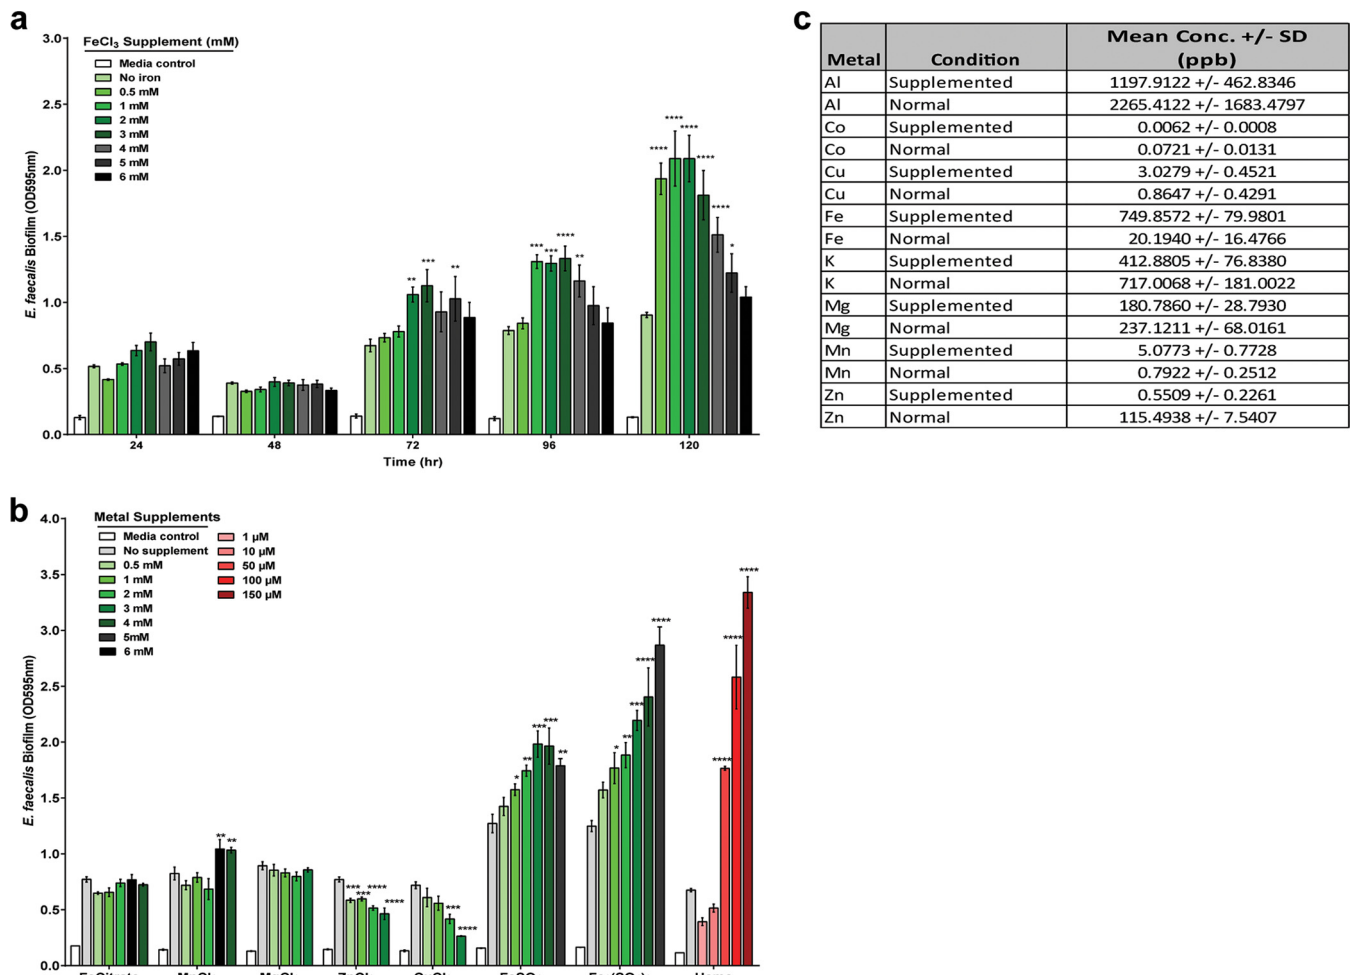 a
FeCl3 Supplement (mM)
Media control
No iron
0.5 mM
1 mM
2 mM
3 mM
4 mM
5 mM
6 mM
E. faecalis Biofilm (OD595nm)
3.0
2.5
2.0
1.5
1.0
0.5
0.0
** *** **
*** *** **** **
**** **** **** **** **** *
24 48 72 96 120
Time (hr)
c
Metal Condition Mean Conc. +/- SD (ppb)
Al Supplemented 1197.9122 +/- 462.8346
Al Normal 2265.4122 +/- 1683.4797
Co Supplemented 0.0062 +/- 0.0008
Co Normal 0.0721 +/- 0.0131
Cu Supplemented 3.0279 +/- 0.4521
Cu Normal 0.8647 +/- 0.4291
Fe Supplemented 749.8572 +/- 79.9801
Fe Normal 20.1940 +/- 16.4766
K Supplemented 412.8805 +/- 76.8380
K Normal 717.0068 +/- 181.0022
Mg Supplemented 180.7860 +/- 28.7930
Mg Normal 237.1211 +/- 68.0161
Mn Supplemented 5.0773 +/- 0.7728
Mn Normal 0.7922 +/- 0.2512
Zn Supplemented 0.5509 +/- 0.2261
Zn Normal 115.4938 +/- 7.5407
b
Metal Supplements
Media control
No supplement
0.5 mM
1 mM
2 mM
3 mM
4 mM
5mM
6 mM
1 µM
10 µM
50 µM
100 µM
150 µM
E. faecalis Biofilm (OD595nm)
4.0
3.5
3.0
2.5
2.0
1.5
1.0
0.5
0.0
** **
*** *** **** ****
*** ****
* ** *** *** **
* ** *** **** ****
**** **** ****